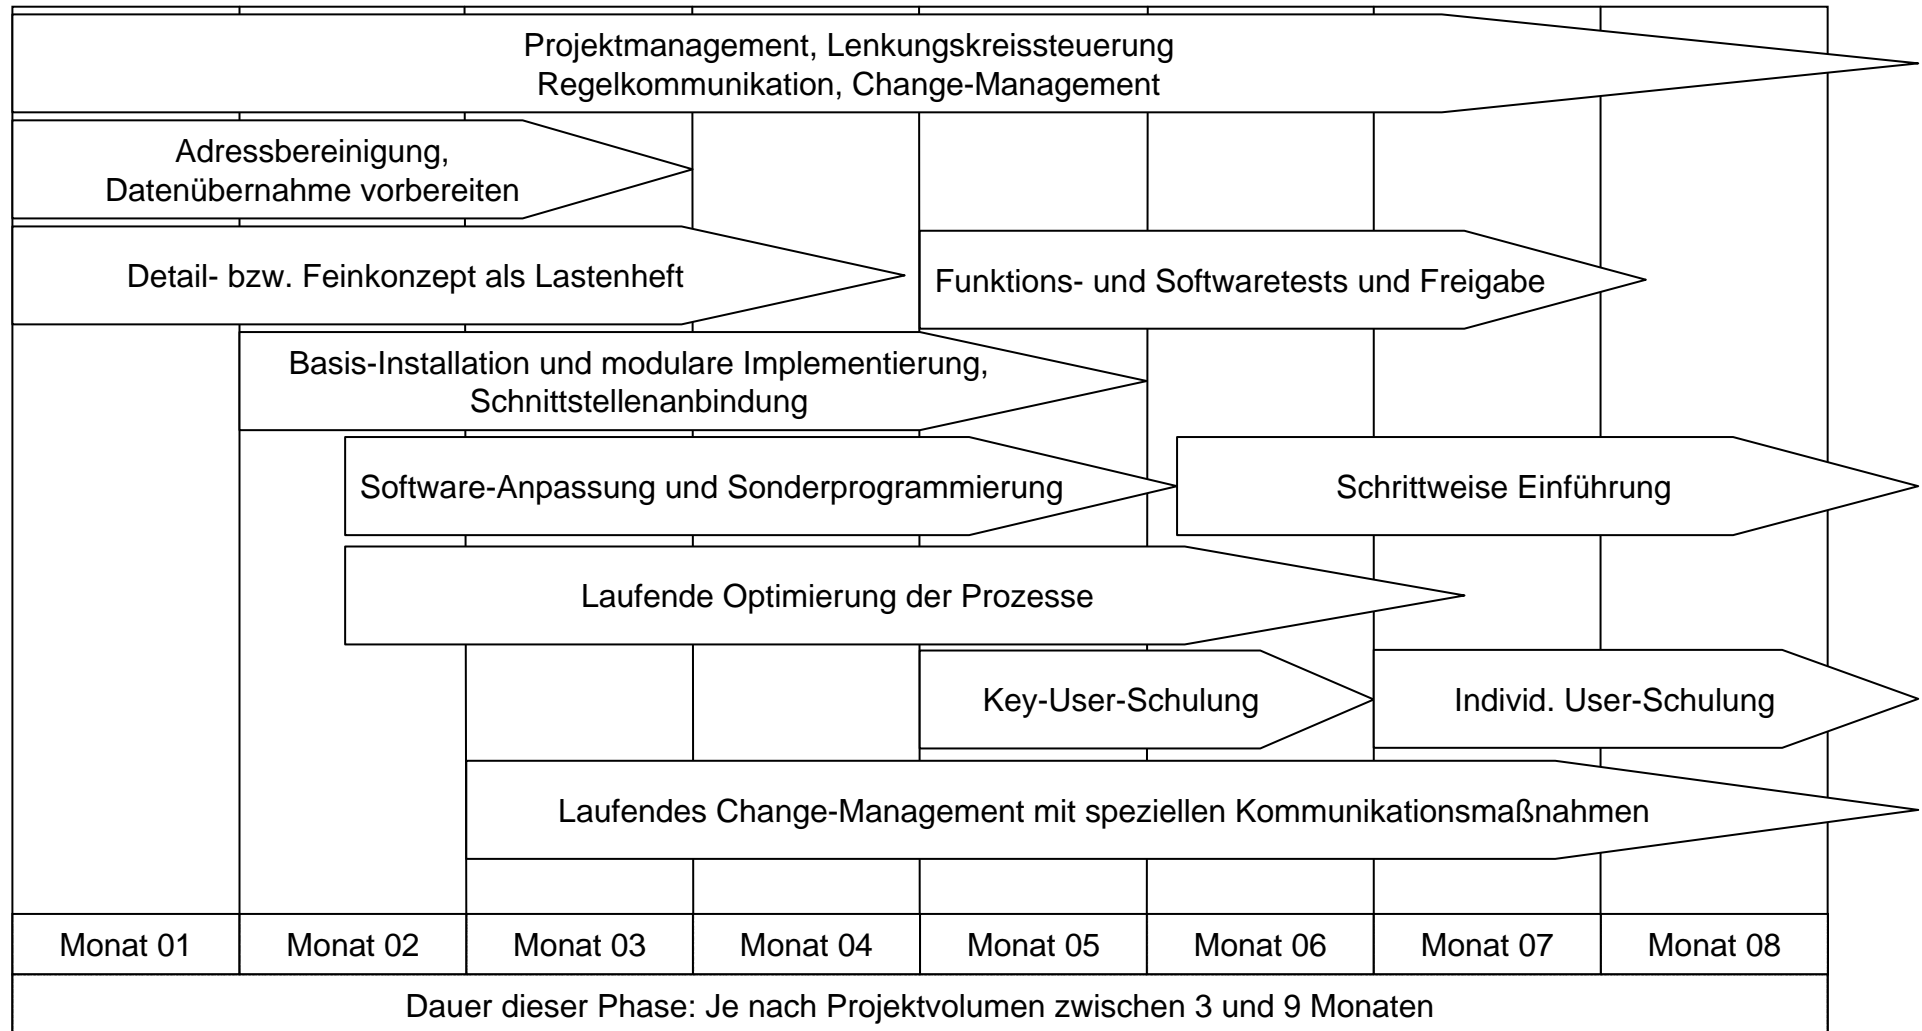 Projektmanagement, Lenkungskreissteuerung
Regelkommunikation, Change-Management
Adressbereinigung,
Datenübernahme vorbereiten
Detail- bzw. Feinkonzept als Lastenheft
Funktions- und Softwaretests und Freigabe
Basis-Installation und modulare Implementierung,
Schnittstellenanbindung
Software-Anpassung und Sonderprogrammierung
Schrittweise Einführung
Laufende Optimierung der Prozesse
Key-User-Schulung
Individ. User-Schulung
Laufendes Change-Management mit speziellen Kommunikationsmaßnahmen
Monat 01
Monat 02
Monat 03
Monat 04
Monat 05
Monat 06
Monat 07
Monat 08
Dauer dieser Phase: Je nach Projektvolumen zwischen 3 und 9 Monaten